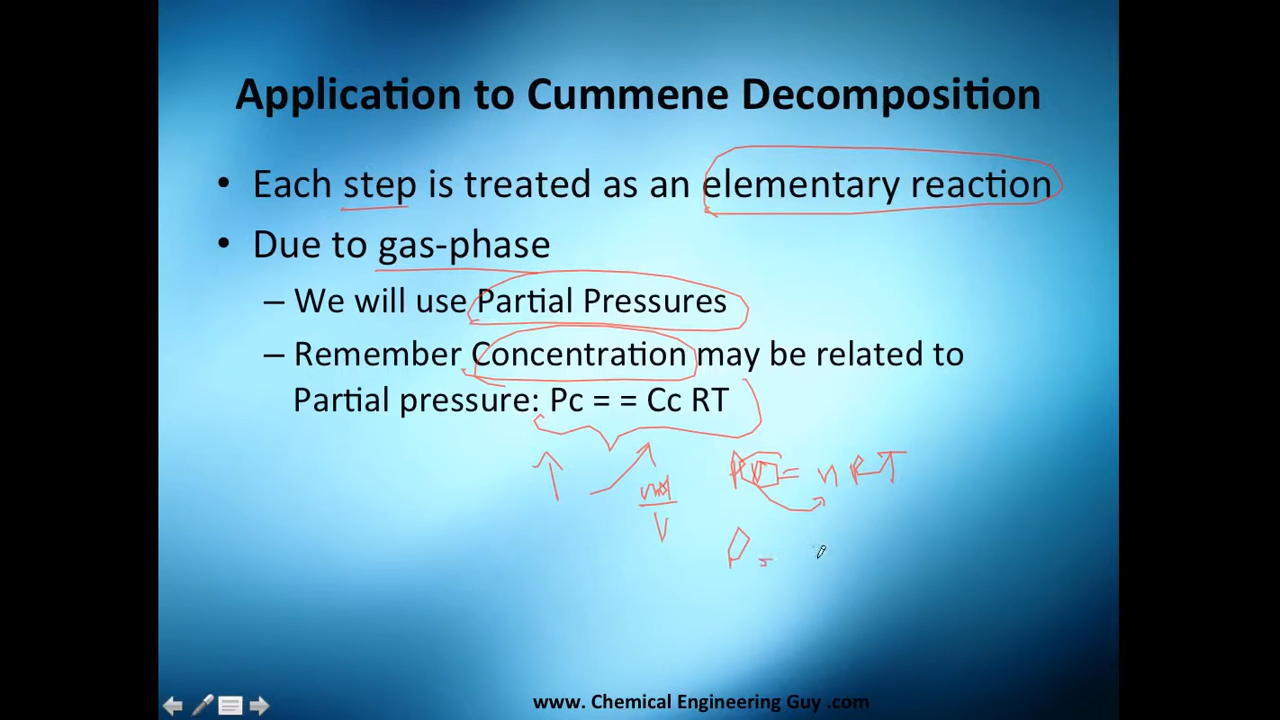 Application to Cummene Decomposition
• Each step is treated as an elementary reaction
• Due to gas-phase
– We will use Partial Pressures
– Remember Concentration may be related to
Partial pressure: Pc = = Cc RT
PV = n RT
mol
V
P =
www. Chemical Engineering Guy .com